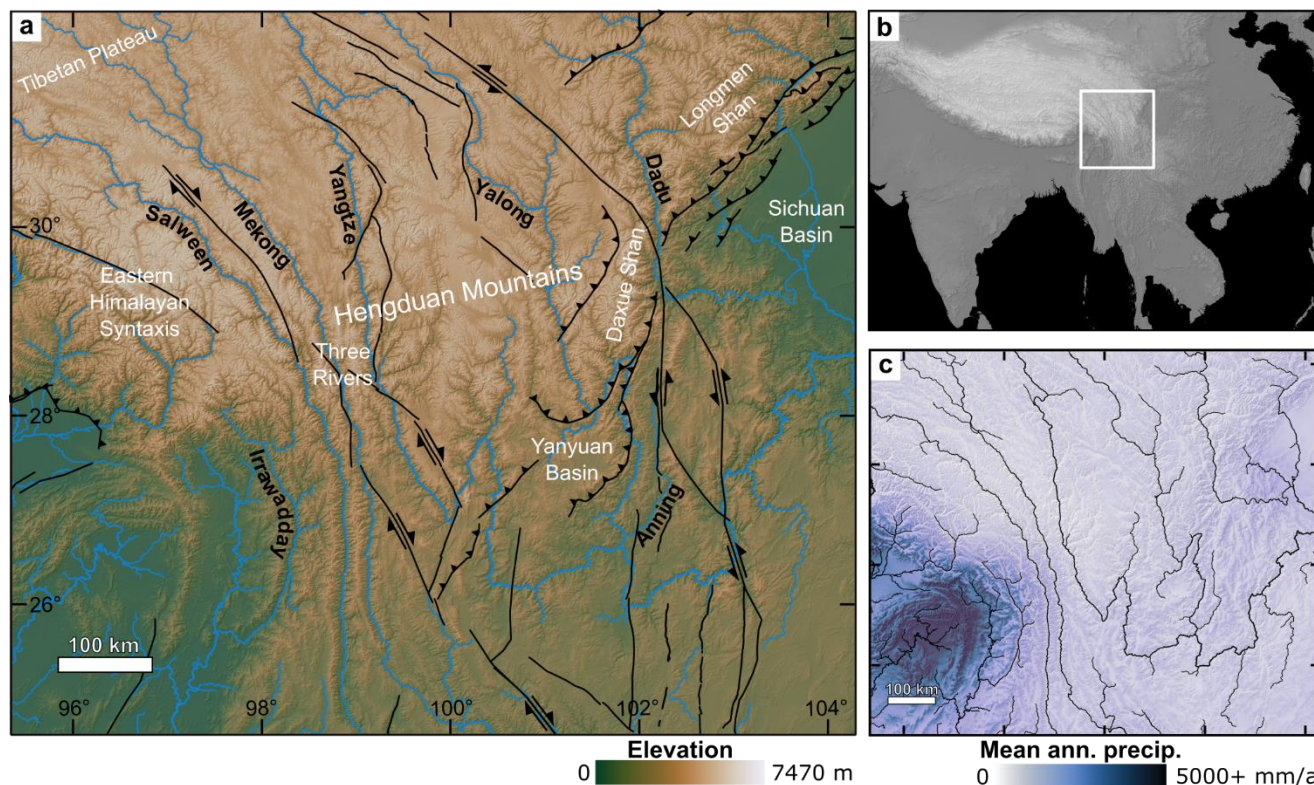 a
Tibetan Plateau
Longmen
Shan
Yangtze
Yalong
Dadu
Salween
Mekong
30°
Sichuan
Basin
Eastern
Himalayan
Syntaxis
Hengduan Mountains
Daxue Shan
Three
Rivers
28°
Yanyuan
Basin
Irrawadday
Anning
26°
100 km
96°
98°
100°
102°
104°
Elevation
0
7470 m
b
c
100 km
Mean ann. precip.
0
5000+ mm/a